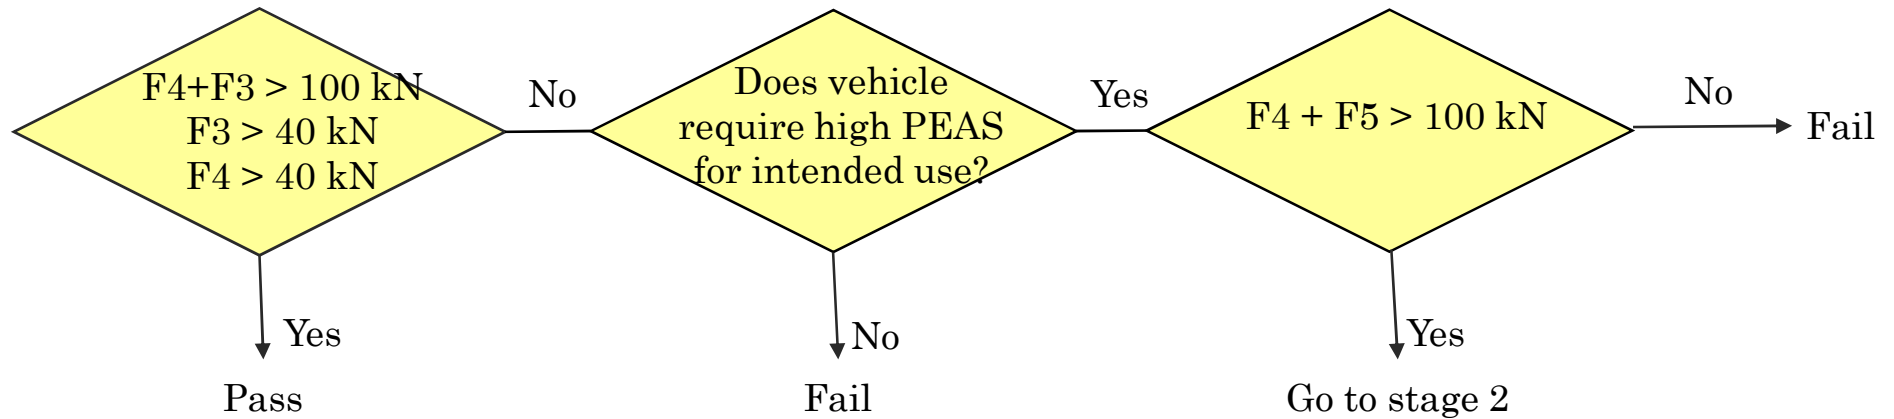 F4+F3 > 100 kN
F3 > 40 kN
F4 > 40 kN
No
Does vehicle
require high PEAS
for intended use?
Yes
F4 + F5 > 100 kN
No
Fail
Yes
No
Yes
Pass
Fail
Go to stage 2